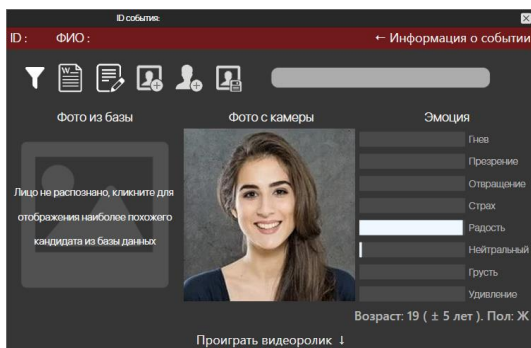 ID события:
ID : ФИО : ← Информация о событии
W
Фото из базы Фото с камеры Эмоция
Лицо не распознано, кликните для
отображения наиболее похожего
кандидата из базы данных
Гнев
Презрение
Отвращение
Страх
Радость
Нейтральный
Грусть
Удивление
Возраст: 19 ( ± 5 лет ). Пол: Ж
Проиграть видеоролик ↓